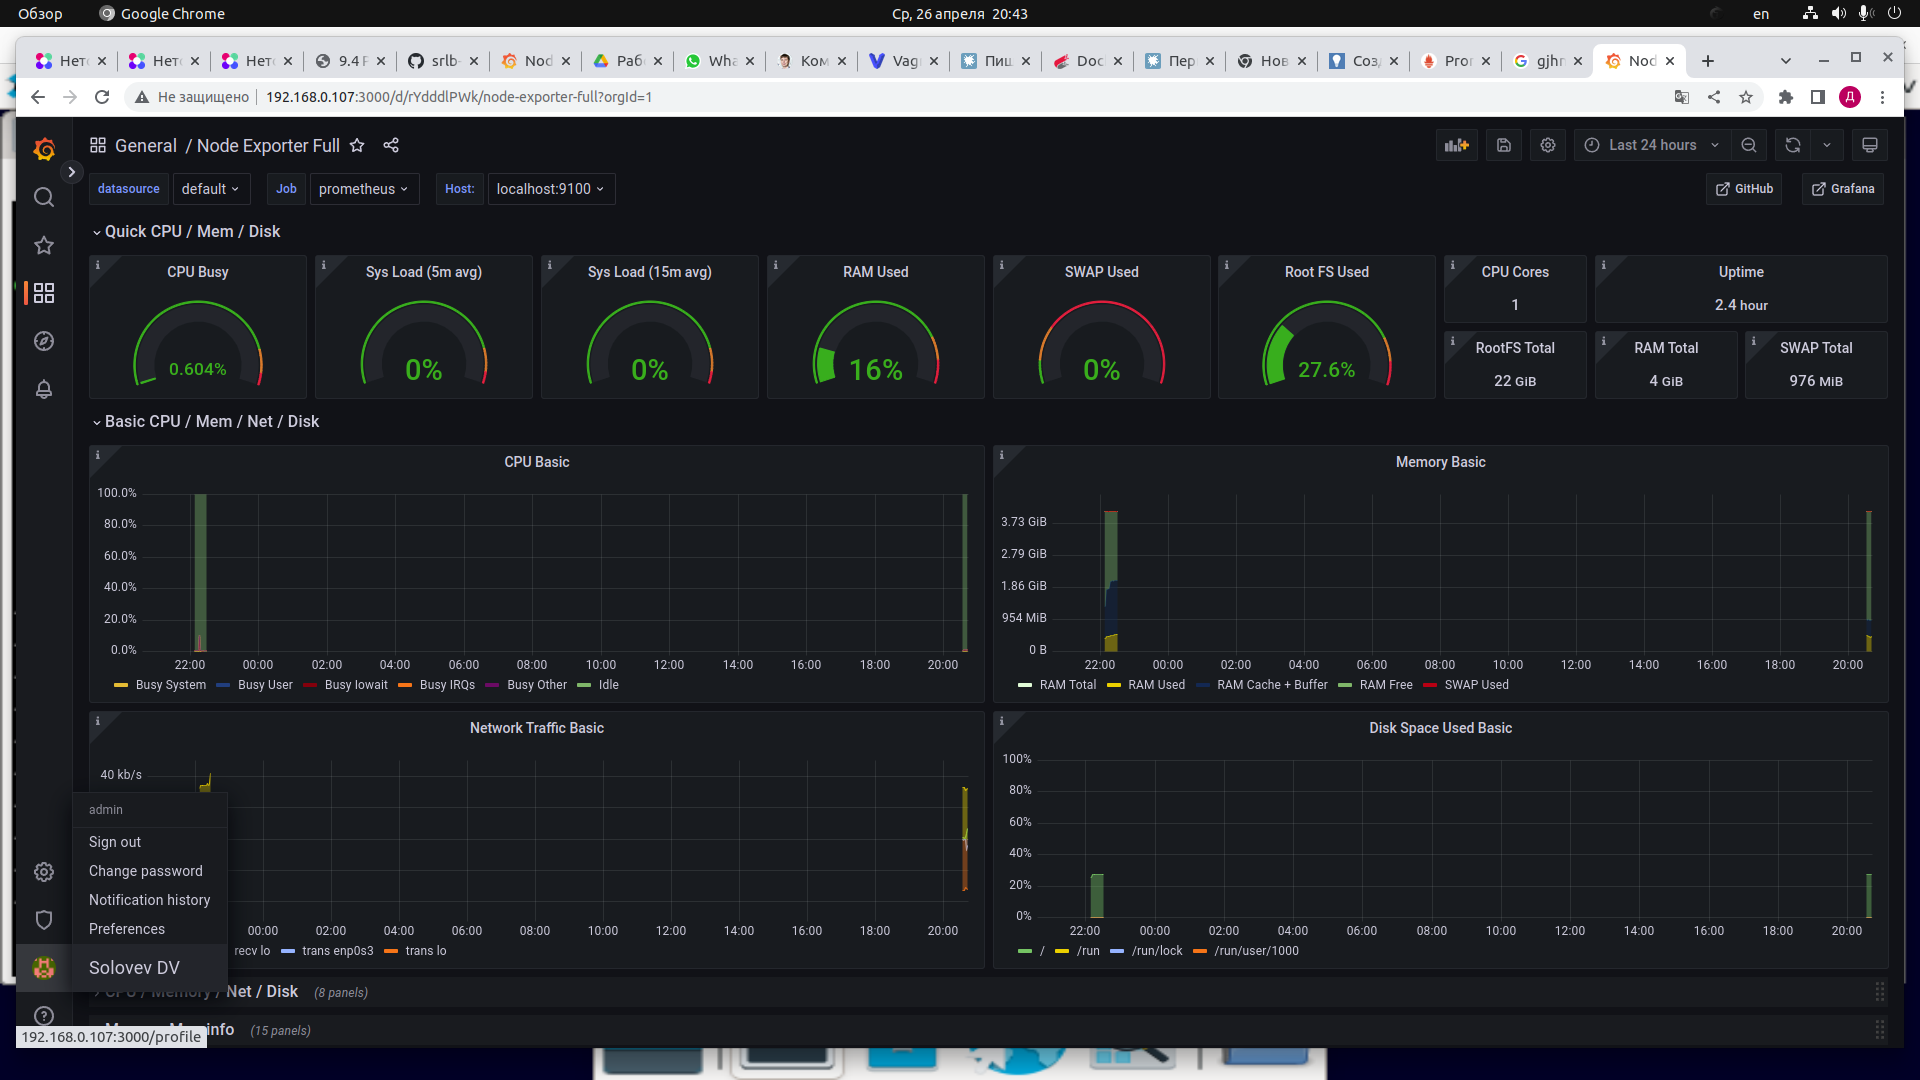 Обзор Google Chrome Ср, 26 апреля 20:43 en
Нет Нет Нет 9.4 F srlb- Nod Раб Wha Ком Vag Пиш Doc Пер Нов Созд Pror gjhr Nod
Не защищено 192.168.0.107:3000/d/rYdddlPWk/node-exporter-full?orgId=1 Д
General / Node Exporter Full Last 24 hours
datasource default Job prometheus Host: localhost:9100 GitHub Grafana
Quick CPU / Mem / Disk
CPU Busy Sys Load (5m avg) Sys Load (15m avg) RAM Used SWAP Used Root FS Used CPU Cores Uptime
1 2.4 hour
RootFS Total RAM Total SWAP Total
0.604% 0% 0% 16% 0% 27.6% 22 GiB 4 GiB 976 MiB
Basic CPU / Mem / Net / Disk
CPU Basic
100.0%
80.0%
60.0%
40.0%
20.0%
0.0%
22:00 00:00 02:00 04:00 06:00 08:00 10:00 12:00 14:00 16:00 18:00 20:00
Busy System Busy User Busy Iowait Busy IRQs Busy Other Idle
Memory Basic
3.73 GiB
2.79 GiB
1.86 GiB
954 MiB
0 B
22:00 00:00 02:00 04:00 06:00 08:00 10:00 12:00 14:00 16:00 18:00 20:00
RAM Total RAM Used RAM Cache + Buffer RAM Free SWAP Used
Network Traffic Basic
40 kb/s
00:00 02:00 04:00 06:00 08:00 10:00 12:00 14:00 16:00 18:00 20:00
recv lo trans enp0s3 trans lo
Disk Space Used Basic
100%
80%
60%
40%
20%
0%
22:00 00:00 02:00 04:00 06:00 08:00 10:00 12:00 14:00 16:00 18:00 20:00
/ /run /run/lock /run/user/1000
admin
Sign out
Change password
Notification history
Preferences
Solovev DV
CPU / Memory / Net / Disk (8 panels)
info (15 panels)
192.168.0.107:3000/profile